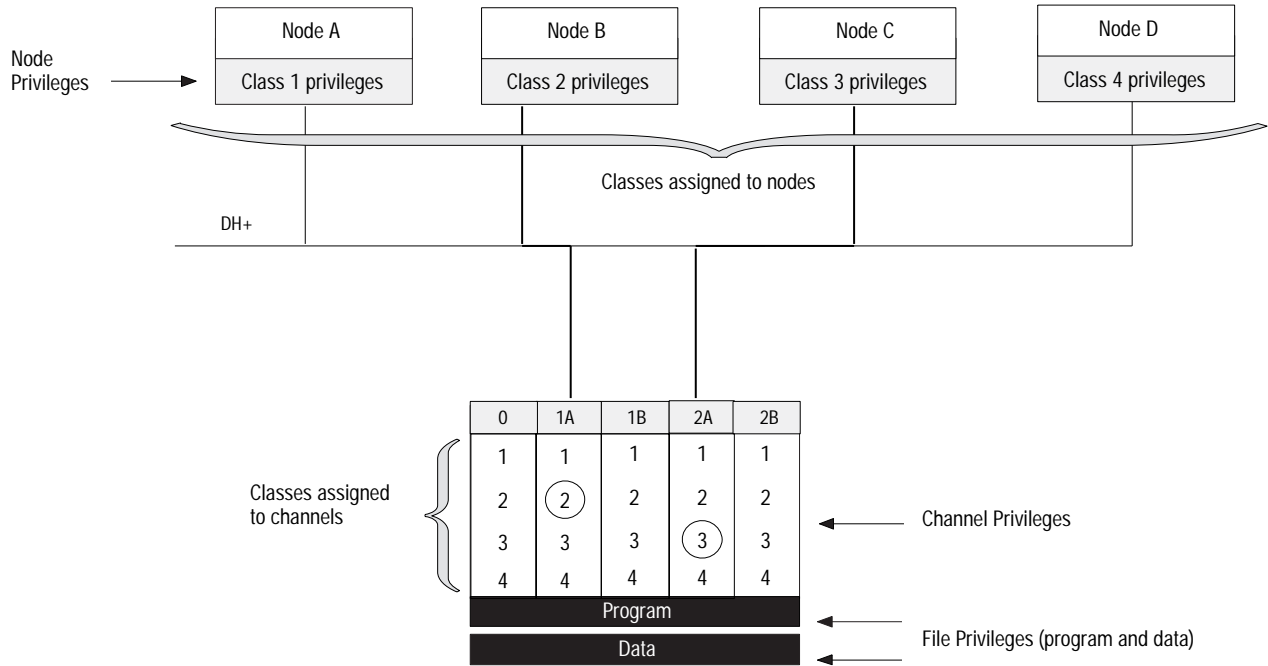 Node A
Node B
Node C
Node D
Node
Privileges
Class 1 privileges
Class 2 privileges
Class 3 privileges
Class 4 privileges
Classes assigned to nodes
DH+
0 1A 1B 2A 2B
1 1 1 1 1
2 2 2 2 2
3 3 3 3 3
4 4 4 4 4
Classes assigned
to channels
Channel Privileges
Program
Data
File Privileges (program and data)